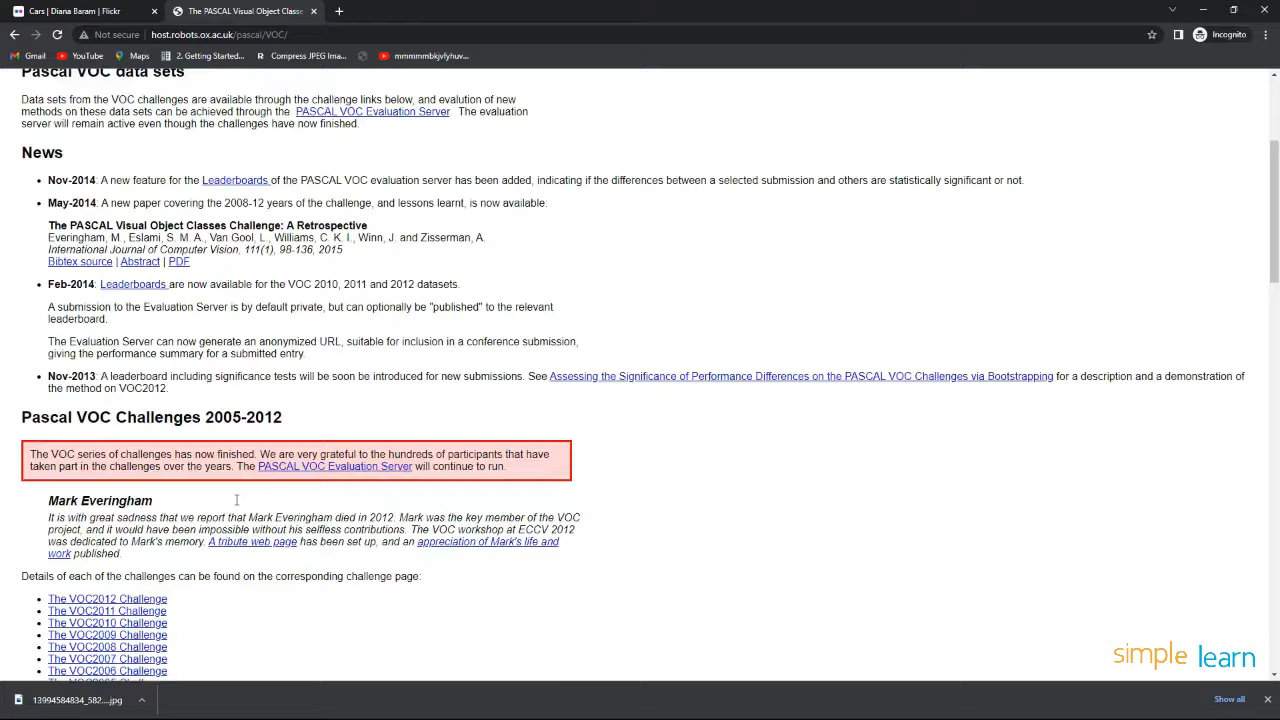 Cars | Diana Baram | Flickr
The PASCAL Visual Object Classe
Not secure
host.robots.ox.ac.uk/pascal/VOC/
Incognito
Gmail
YouTube
Maps
2. Getting Started...
Compress JPEG Ima...
mmmmmbkjvfyhuv...
Pascal VOC data sets
Data sets from the VOC challenges are available through the challenge links below, and evalution of new
methods on these data sets can be achieved through the PASCAL VOC Evaluation Server The evaluation
server will remain active even though the challenges have now finished.
News
Nov-2014: A new feature for the Leaderboards of the PASCAL VOC evaluation server has been added, indicating if the differences between a selected submission and others are statistically significant or not.
May-2014: A new paper covering the 2008-12 years of the challenge, and lessons learnt, is now available:
The PASCAL Visual Object Classes Challenge: A Retrospective
Everingham, M., Eslami, S. M. A., Van Gool, L., Williams, C. K. I., Winn, J. and Zisserman, A.
International Journal of Computer Vision, 111(1), 98-136, 2015
Bibtex source | Abstract | PDF
Feb-2014: Leaderboards are now available for the VOC 2010, 2011 and 2012 datasets.
A submission to the Evaluation Server is by default private, but can optionally be "published" to the relevant
leaderboard.
The Evaluation Server can now generate an anonymized URL, suitable for inclusion in a conference submission,
giving the performance summary for a submitted entry.
Nov-2013: A leaderboard including significance tests will be soon be introduced for new submissions. See Assessing the Significance of Performance Differences on the PASCAL VOC Challenges via Bootstrapping for a description and a demonstration of
the method on VOC2012.
Pascal VOC Challenges 2005-2012
The VOC series of challenges has now finished. We are very grateful to the hundreds of participants that have
taken part in the challenges over the years. The PASCAL VOC Evaluation Server will continue to run.
Mark Everingham
It is with great sadness that we report that Mark Everingham died in 2012. Mark was the key member of the VOC
project, and it would have been impossible without his selfless contributions. The VOC workshop at ECCV 2012
was dedicated to Mark's memory. A tribute web page has been set up, and an appreciation of Mark's life and
work published.
Details of each of the challenges can be found on the corresponding challenge page:
The VOC2012 Challenge
The VOC2011 Challenge
The VOC2010 Challenge
The VOC2009 Challenge
The VOC2008 Challenge
The VOC2007 Challenge
The VOC2006 Challenge
simple learn
13994584834_582....jpg
Show all